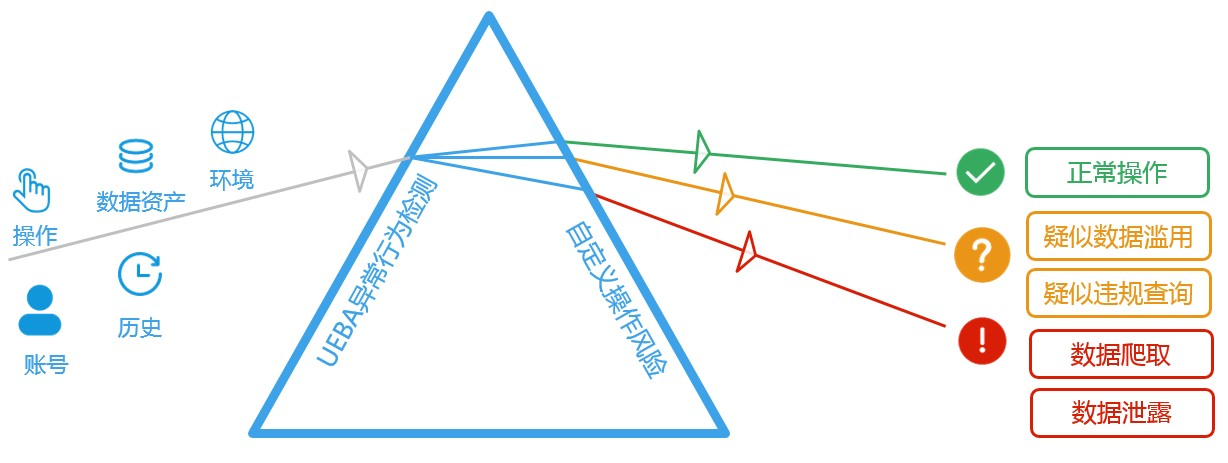 操作
数据资产
环境
账号
历史
UEBA异常行为检测
自定义操作风险
正常操作
疑似数据滥用
疑似违规查询
数据爬取
数据泄露